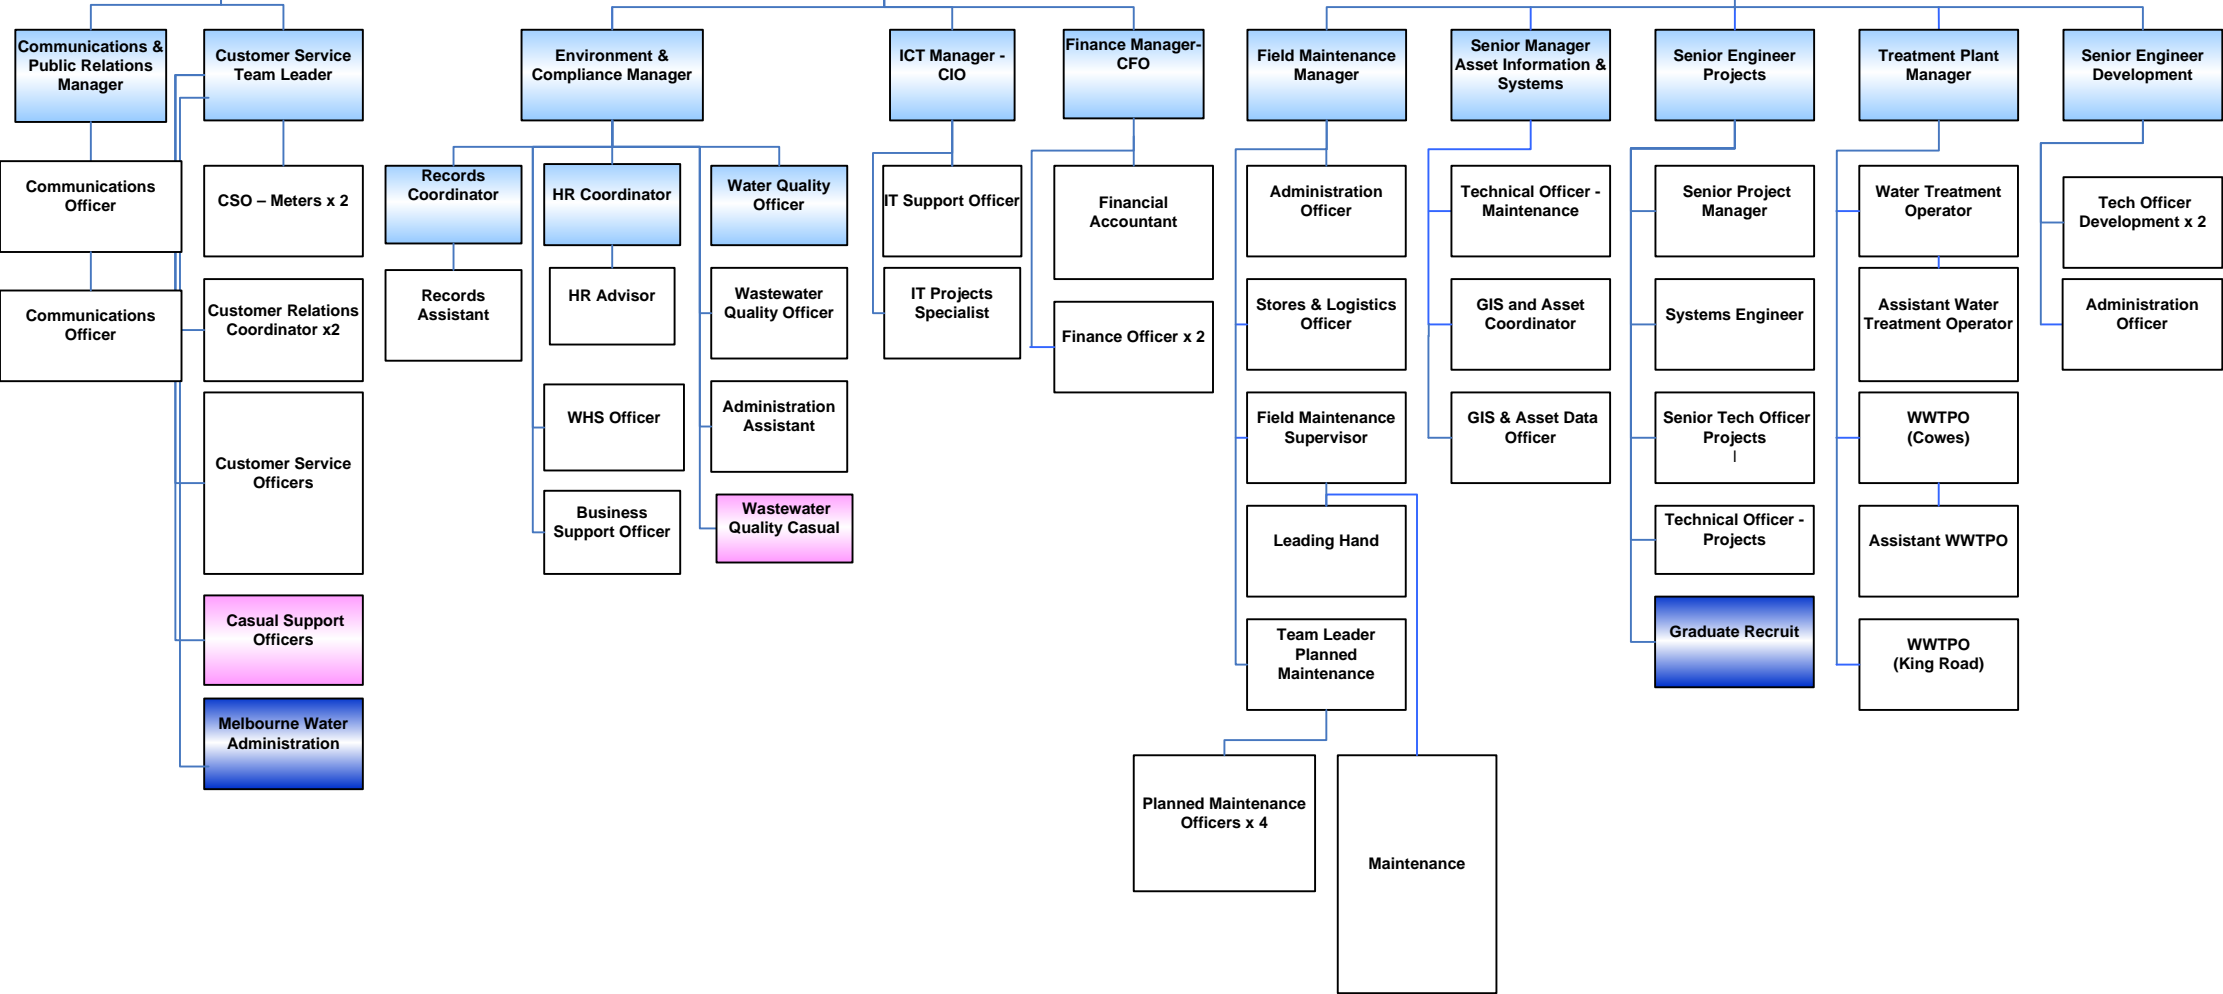 Communications &
Public Relations
Manager
Customer Service
Team Leader
Environment &
Compliance Manager
ICT Manager -
CIO
Finance Manager-
CFO
Field Maintenance
Manager
Senior Manager
Asset Information &
Systems
Senior Engineer
Projects
Treatment Plant
Manager
Senior Engineer
Development
Communications
Officer
CSO – Meters x 2
Records
Coordinator
HR Coordinator
Water Quality
Officer
IT Support Officer
Financial
Accountant
Administration
Officer
Technical Officer -
Maintenance
Senior Project
Manager
Water Treatment
Operator
Tech Officer
Development x 2
Communications
Officer
Customer Relations
Coordinator x2
Records
Assistant
HR Advisor
Wastewater
Quality Officer
IT Projects
Specialist
Finance Officer x 2
Stores & Logistics
Officer
GIS and Asset
Coordinator
Systems Engineer
Assistant Water
Treatment Operator
Administration
Officer
Customer Service
Officers
WHS Officer
Administration
Assistant
Field Maintenance
Supervisor
GIS & Asset Data
Officer
Senior Tech Officer
Projects
l
WWTPO
(Cowes)
Business
Support Officer
Wastewater
Quality Casual
Leading Hand
Technical Officer -
Projects
Assistant WWTPO
Casual Support
Officers
Team Leader
Planned
Maintenance
Graduate Recruit
WWTPO
(King Road)
Melbourne Water
Administration
Planned Maintenance
Officers x 4
Maintenance